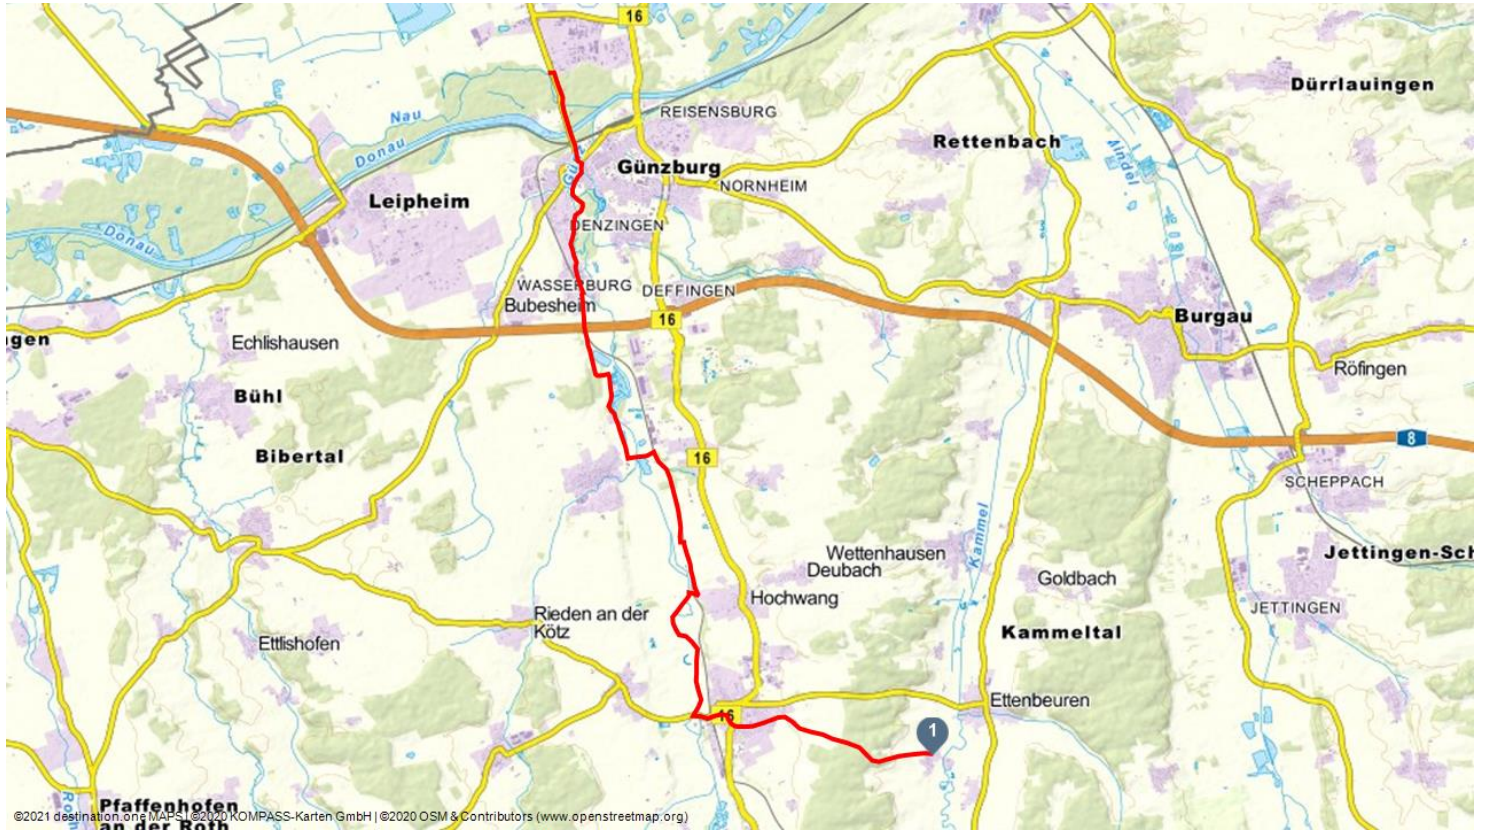 16
Dürrlauingen
REISENSBURG
Nau
Rettenbach
Donau
Günzburg
NORNHEIM
Leipheim
DENZINGEN
Donau
WASSERBURG
DEFFINGEN
Bubesheim
16
Burgau
gen
Echlishausen
Röfingen
Bühl
8
Bibertal
16
SCHEPPACH
Kammel
Wettenhausen
Jettingen-Sch
Deubach
Goldbach
Hochwang
JETTINGEN
Rieden an der
Kötz
Kammeltal
Ettlishofen
Ettenbeuren
16
1
Pfaffenhofen
©2021 destination.one MAPS | ©2020 KOMPASS-Karten GmbH | ©2020 OSM & Contributors (www.openstreetmap.org)
an der Roth